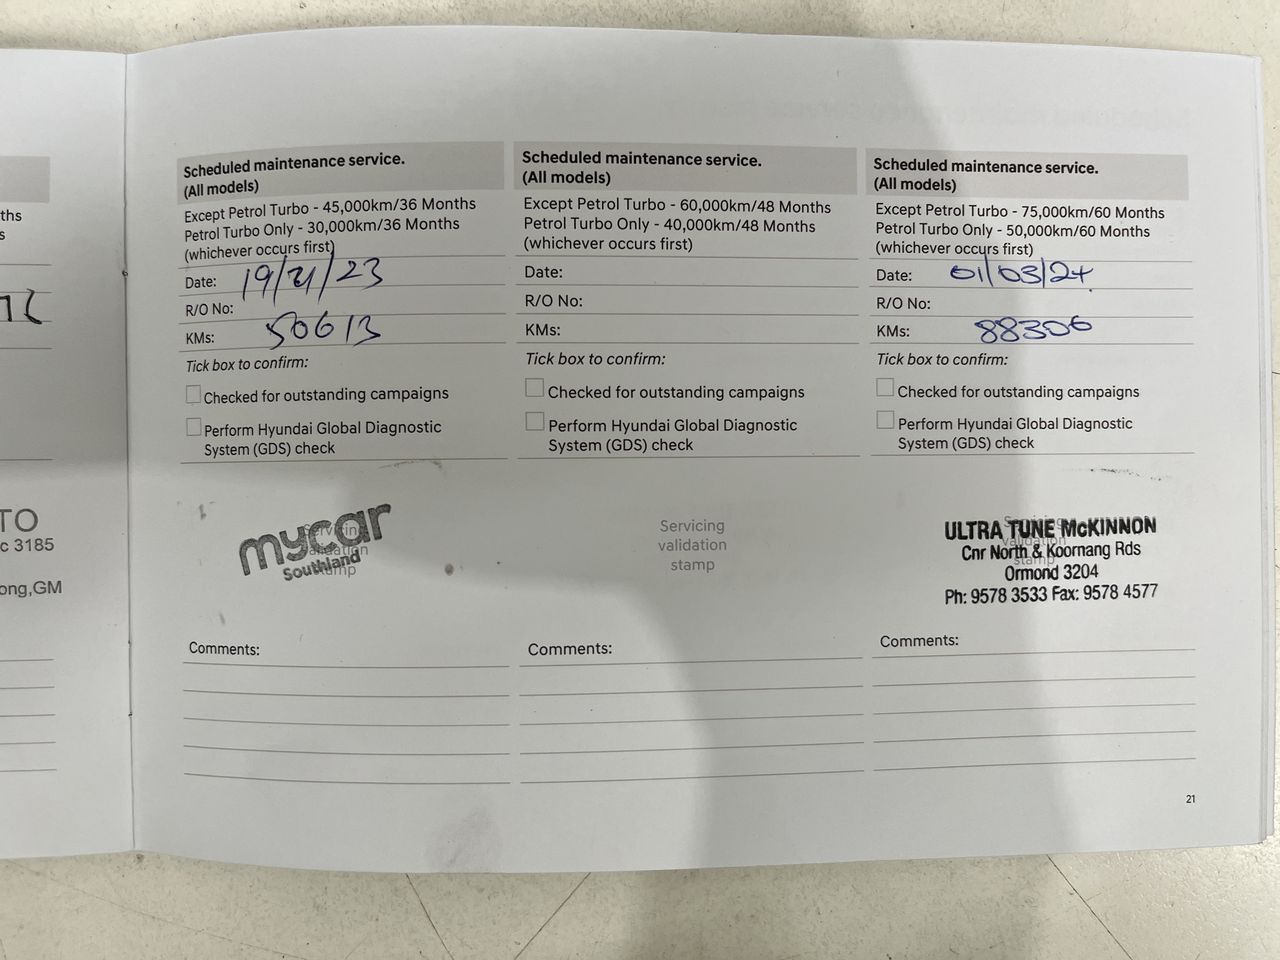 ths
s
TO
c 3185
ong,GM
Scheduled maintenance service.
(All models)
Except Petrol Turbo - 45,000km/36 Months
Petrol Turbo Only - 30,000km/36 Months
(whichever occurs first)
Date:
R/O No:
KMs: 50613
Tick box to confirm:
Checked for outstanding campaigns
Perform Hyundai Global Diagnostic
System (GDS) check
Servicing
validation
stamp
mycar
Southland
Comments:
Scheduled maintenance service.
(All models)
Except Petrol Turbo - 60,000km/48 Months
Petrol Turbo Only - 40,000km/48 Months
(whichever occurs first)
Date:
R/O No:
KMs:
Tick box to confirm:
Checked for outstanding campaigns
Perform Hyundai Global Diagnostic
System (GDS) check
Servicing
validation
stamp
Comments:
Scheduled maintenance service.
(All models)
Except Petrol Turbo - 75,000km/60 Months
Petrol Turbo Only - 50,000km/60 Months
(whichever occurs first)
Date: 01/03/24
R/O No:
KMs: 88306
Tick box to confirm:
Checked for outstanding campaigns
Perform Hyundai Global Diagnostic
System (GDS) check
Servicing
validation
stamp
ULTRA TUNE McKINNON
Cnr North & Koornang Rds
Ormond 3204
Ph: 9578 3533 Fax: 9578 4577
Comments:
21